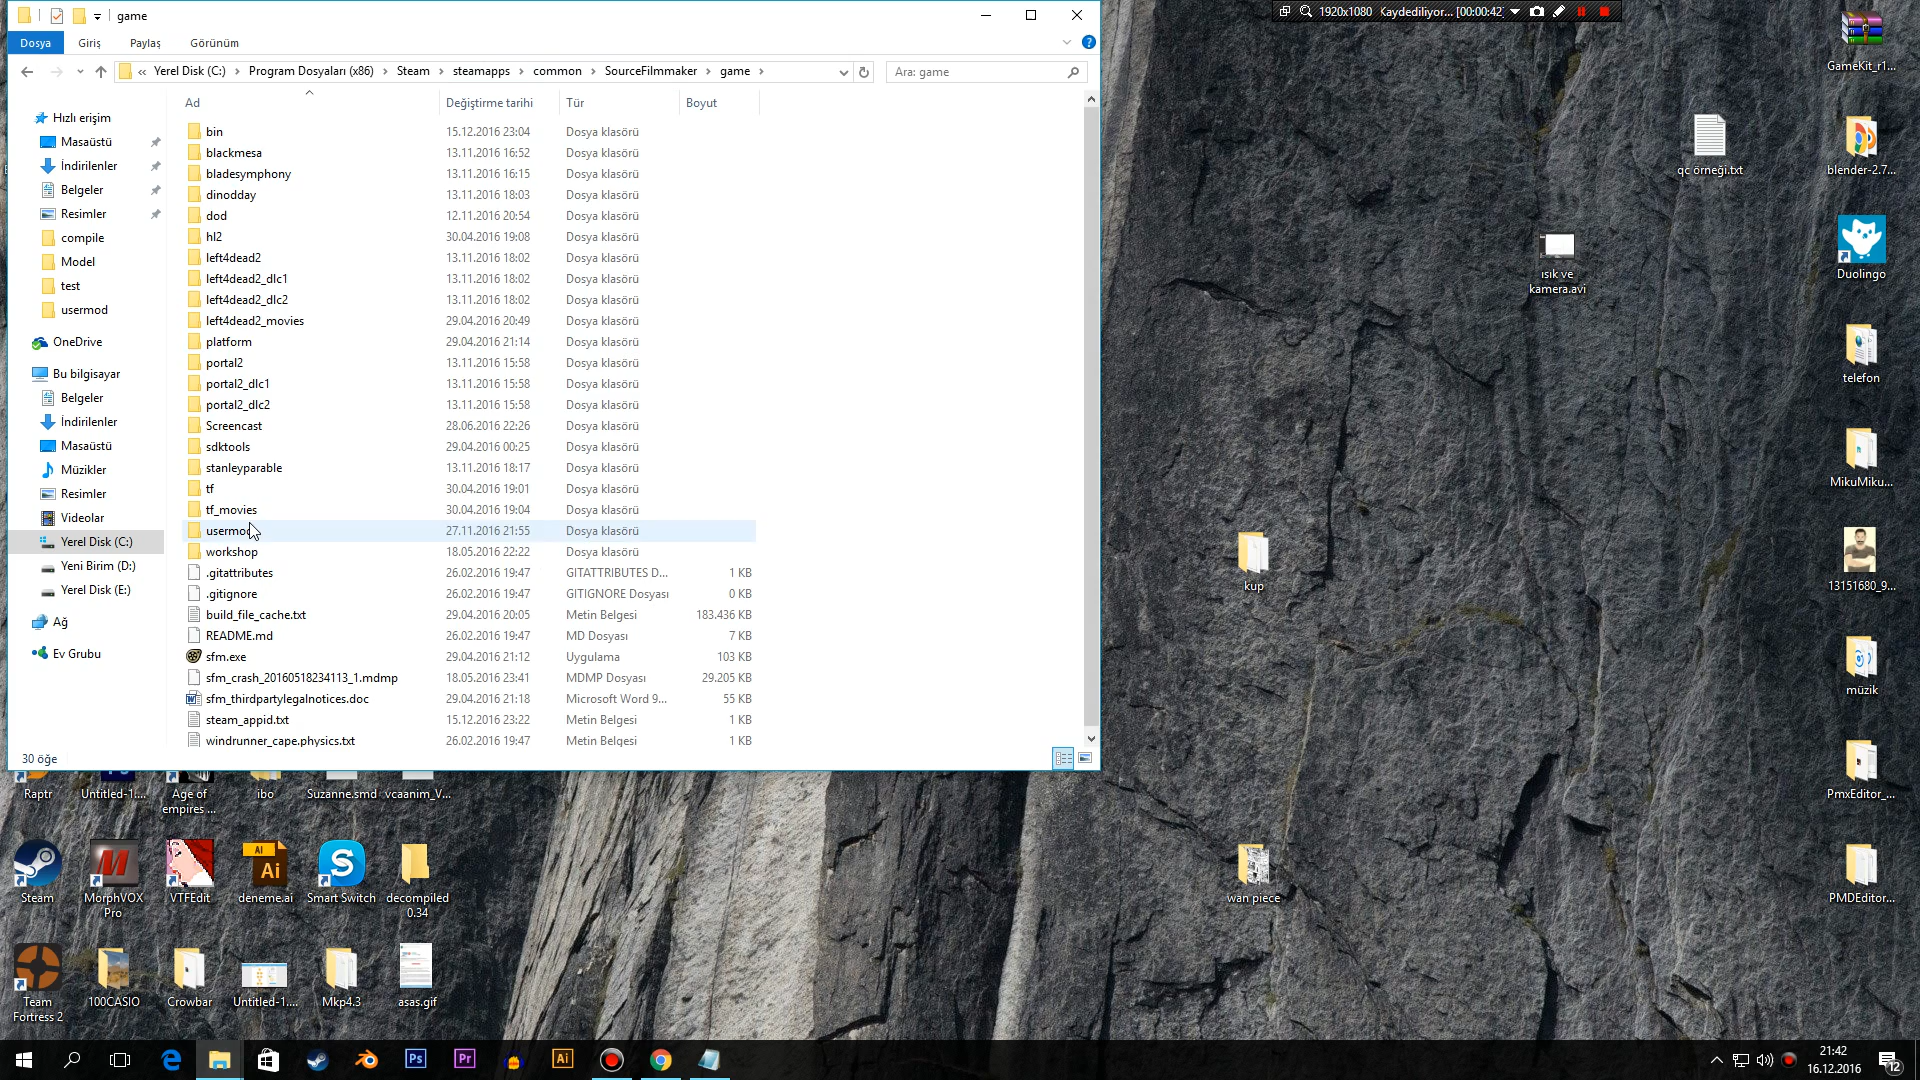 game
1920x1080 Kaydediliyor... [00:00:42]
Dosya Giriş Paylaş Görünüm
« Yerel Disk (C:) › Program Dosyaları (x86) › Steam › steamapps › common › SourceFilmmaker › game ›
Ara: game
Ad Değiştirme tarihi Tür Boyut
Hızlı erişim
Masaüstü
İndirilenler
Belgeler
Resimler
compile
Model
test
usermod
OneDrive
Bu bilgisayar
Belgeler
İndirilenler
Masaüstü
Müzikler
Resimler
Videolar
Yerel Disk (C:)
Yeni Birim (D:)
Yerel Disk (E:)
Ağ
Ev Grubu
bin 15.12.2016 23:04 Dosya klasörü
blackmesa 13.11.2016 16:52 Dosya klasörü
bladesymphony 13.11.2016 16:15 Dosya klasörü
dinodday 13.11.2016 18:03 Dosya klasörü
dod 12.11.2016 20:54 Dosya klasörü
hl2 30.04.2016 19:08 Dosya klasörü
left4dead2 13.11.2016 18:02 Dosya klasörü
left4dead2_dlc1 13.11.2016 18:02 Dosya klasörü
left4dead2_dlc2 13.11.2016 18:02 Dosya klasörü
left4dead2_movies 29.04.2016 20:49 Dosya klasörü
platform 29.04.2016 21:14 Dosya klasörü
portal2 13.11.2016 15:58 Dosya klasörü
portal2_dlc1 13.11.2016 15:58 Dosya klasörü
portal2_dlc2 13.11.2016 15:58 Dosya klasörü
Screencast 28.06.2016 22:26 Dosya klasörü
sdktools 29.04.2016 00:25 Dosya klasörü
stanleyparable 13.11.2016 18:17 Dosya klasörü
tf 30.04.2016 19:01 Dosya klasörü
tf_movies 30.04.2016 19:04 Dosya klasörü
usermod 27.11.2016 21:55 Dosya klasörü
workshop 18.05.2016 22:22 Dosya klasörü
.gitattributes 26.02.2016 19:47 GITATTRIBUTES D... 1 KB
.gitignore 26.02.2016 19:47 GITIGNORE Dosyası 0 KB
build_file_cache.txt 29.04.2016 20:05 Metin Belgesi 183.436 KB
README.md 26.02.2016 19:47 MD Dosyası 7 KB
sfm.exe 29.04.2016 21:12 Uygulama 103 KB
sfm_crash_20160518234113_1.mdmp 18.05.2016 23:41 MDMP Dosyası 29.205 KB
sfm_thirdpartylegalnotices.doc 29.04.2016 21:18 Microsoft Word 9... 55 KB
steam_appid.txt 15.12.2016 23:22 Metin Belgesi 1 KB
windrunner_cape.physics.txt 26.02.2016 19:47 Metin Belgesi 1 KB
30 öğe
GameKit_r1...
qc örneği.txt
blender-2.7...
ısık ve
kamera.avi
Duolingo
telefon
MikuMiku...
kup
13151680_9...
müzik
PmxEditor_...
wan piece
PMDEditor...
Raptr
Untitled-1....
Age of
empires ...
ibo
Suzanne.smd
vcaanim_V...
Steam
MorphVOX
Pro
VTFEdit
deneme.ai
Smart Switch
decompiled
0.34
Team
Fortress 2
100CASIO
Crowbar
Untitled-1....
Mkp4.3
asas.gif
21:42
16.12.2016
12